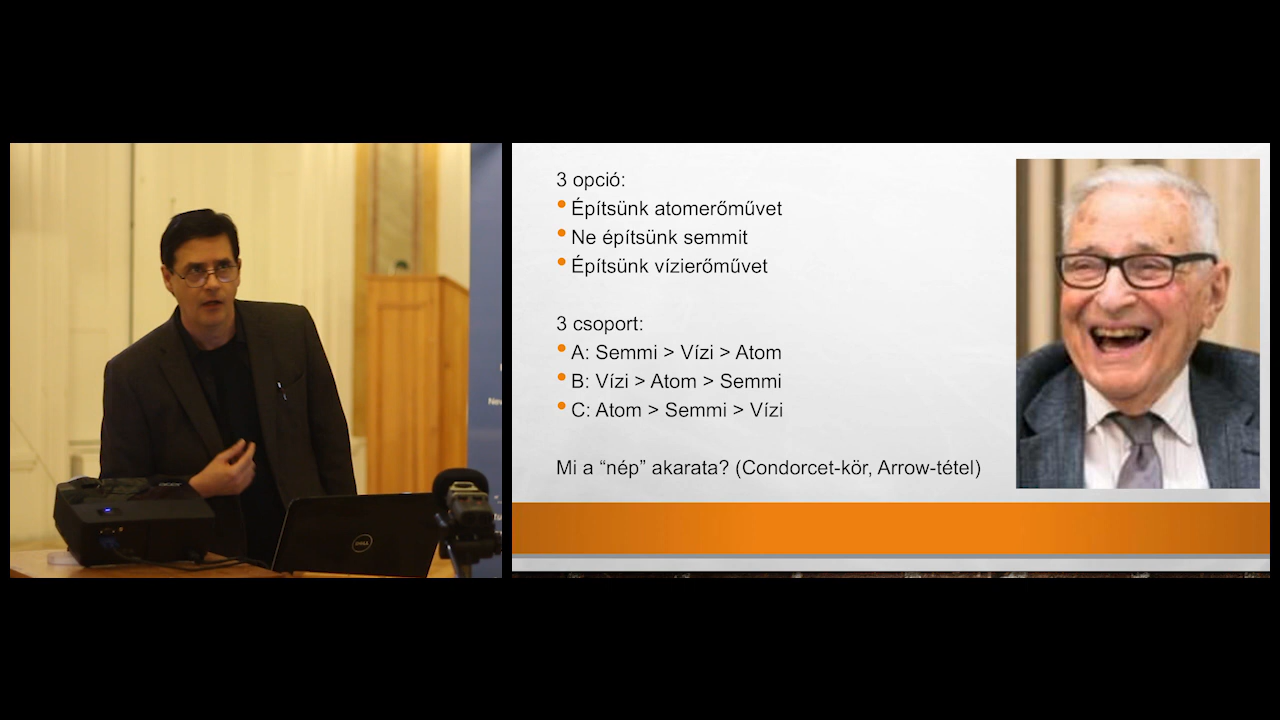 3 opció:
Építsünk atomerőművet
Ne építsünk semmit
Építsünk vízierőművet
3 csoport:
A: Semmi > Vízi > Atom
B: Vízi > Atom > Semmi
C: Atom > Semmi > Vízi
Mi a “nép” akarata? (Condorcet-kör, Arrow-tétel)
DELL